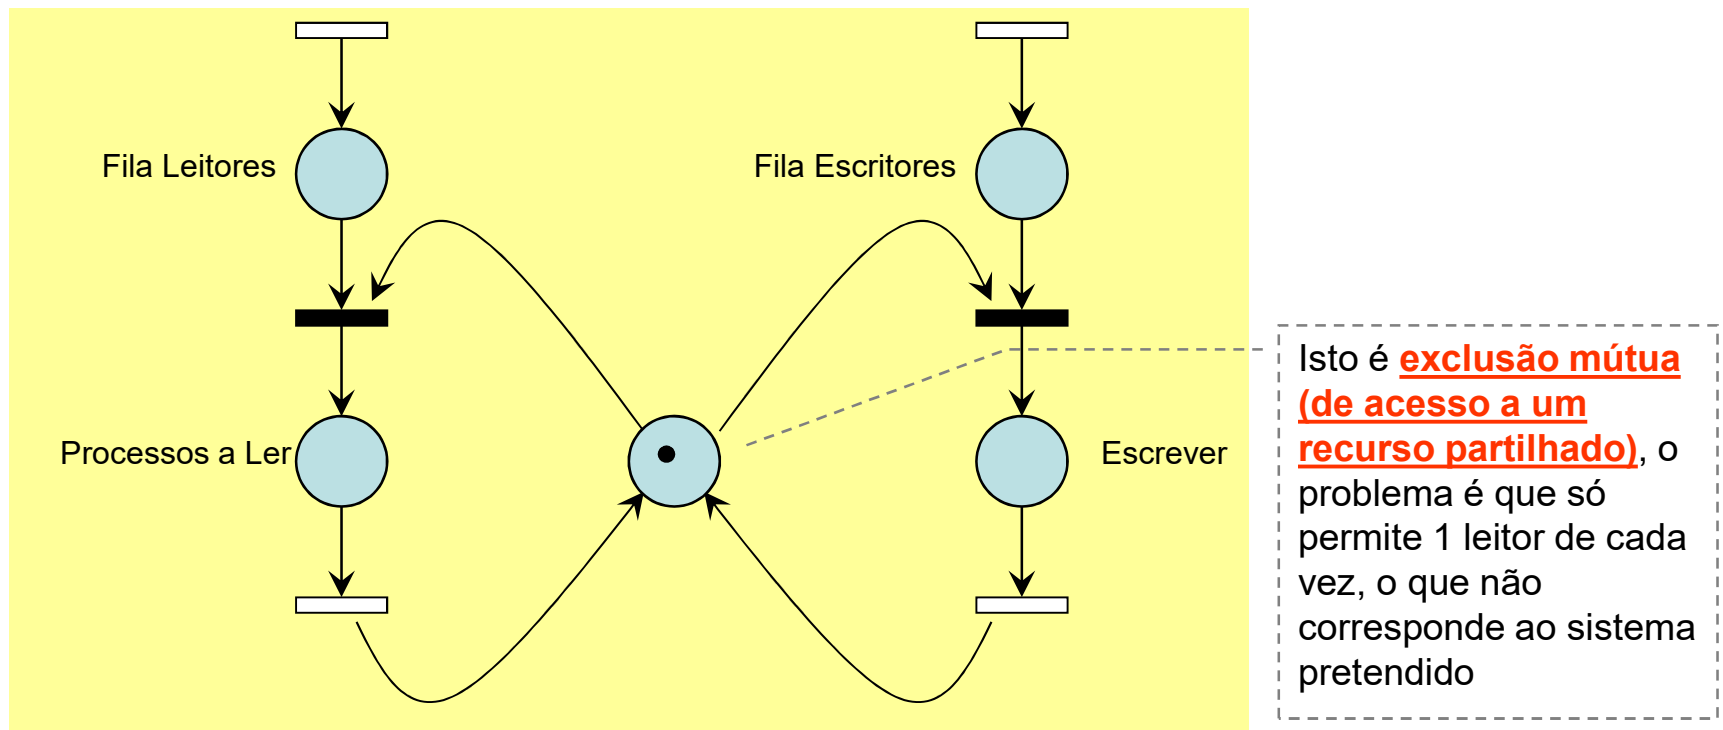 Fila Leitores
Fila Escritores
Processos a Ler
Escrever
Isto é exclusão mútua
(de acesso a um
recurso partilhado), o
problema é que só
permite 1 leitor de cada
vez, o que não
corresponde ao sistema
pretendido